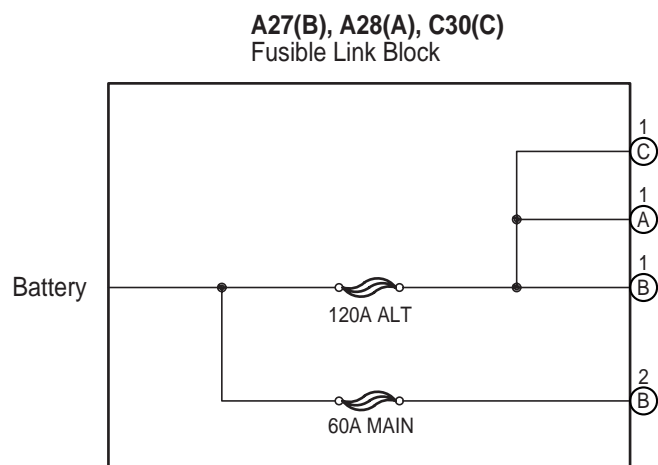 A27(B), A28(A), C30(C)
Fusible Link Block
1
C
1
A
Battery
1
B
120A ALT
2
B
60A MAIN